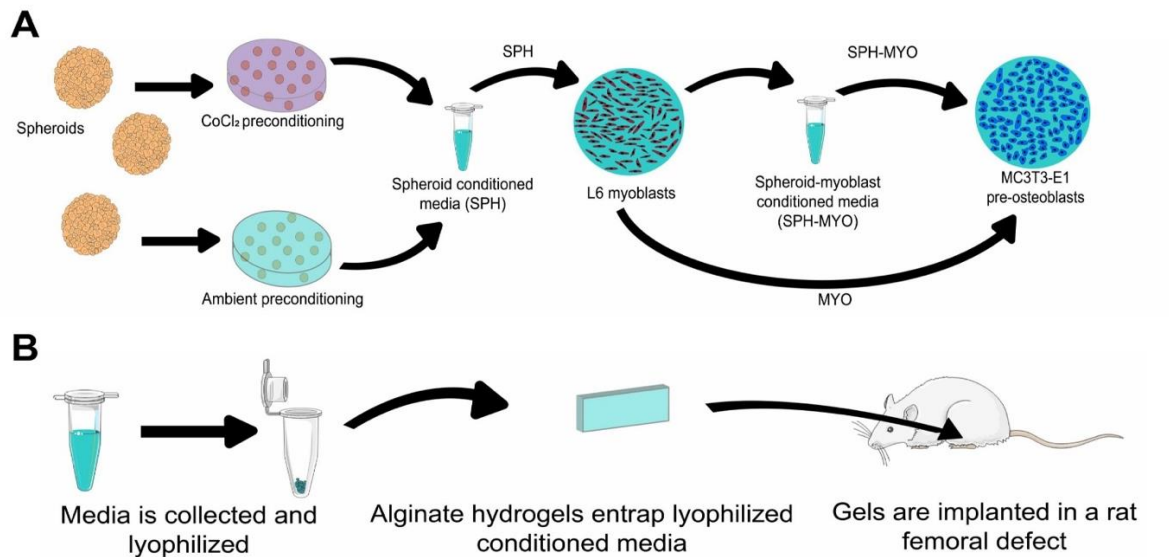 A
Spheroids
CoCl₂ preconditioning
Ambient preconditioning
Spheroid conditioned
media (SPH)
SPH
L6 myoblasts
Spheroid-myoblast
conditioned media
(SPH-MYO)
SPH-MYO
MC3T3-E1
pre-osteoblasts
MYO
B
Media is collected and
lyophilized
Alginate hydrogels entrap lyophilized
conditioned media
Gels are implanted in a rat
femoral defect